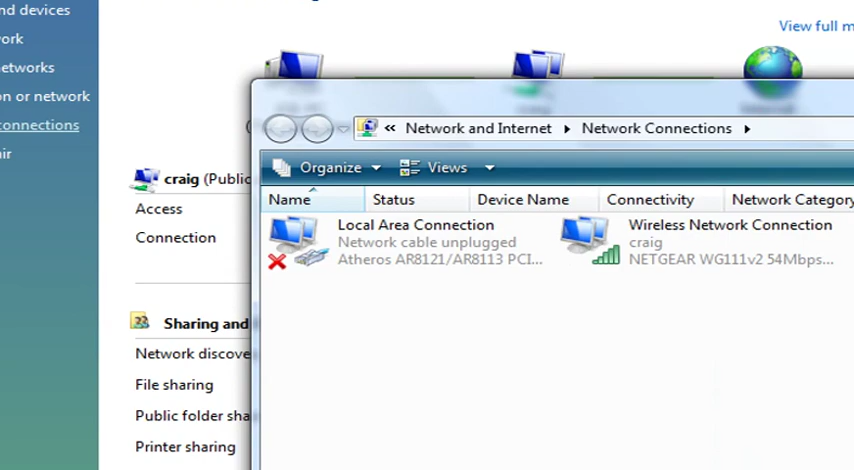 nd devices
View full m
ork
networks
on or network
connections
air
« Network and Internet ▸ Network Connections ▸
Organize Views
Name Status Device Name Connectivity Network Category
craig (Public
Access
Connection
Local Area Connection
Network cable unplugged
Atheros AR8121/AR8113 PCI...
Wireless Network Connection
craig
NETGEAR WG111v2 54Mbps...
Sharing and
Network discove
File sharing
Public folder sha
Printer sharing